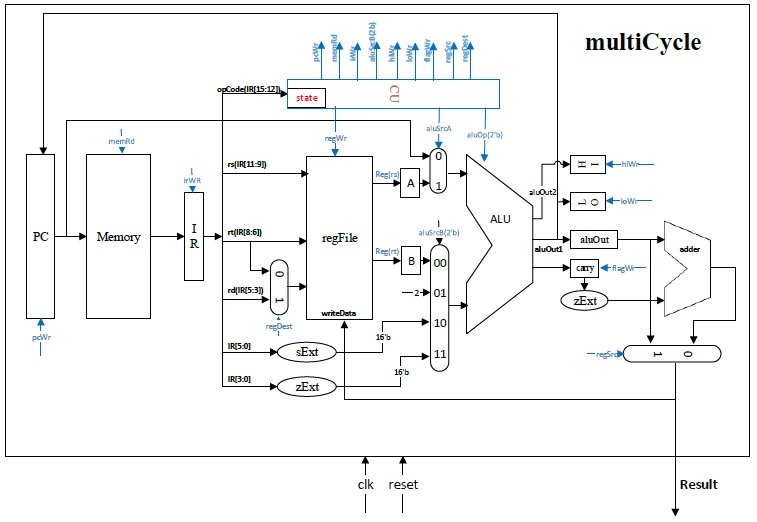 multiCycle
pcWr
memRd
irWr
aluSrcB(2b)
hiWr
loWr
flagWr
regSrc
regDest
opCode(IR[15:12])
state
CU
regWr
aluSrcA
aluOp(2'b)
memRd
irWR
rs(IR[11:9])
Reg(rs)
A
0
1
H I
hiWr
aluOut2
L O
loWr
PC
Memory
I
R
rt(IR[8:6])
regFile
Reg(rt)
B
aluSrcB(2'b)
ALU
aluOut1
aluOut
adder
00
2
01
10
11
carry
flagWr
zExt
0
1
rd(IR[5:3])
regDest
writeData
pcWr
IR[5:0]
sExt
16'b
IR[3:0]
zExt
16'b
regSrc
1
0
clk
reset
Result